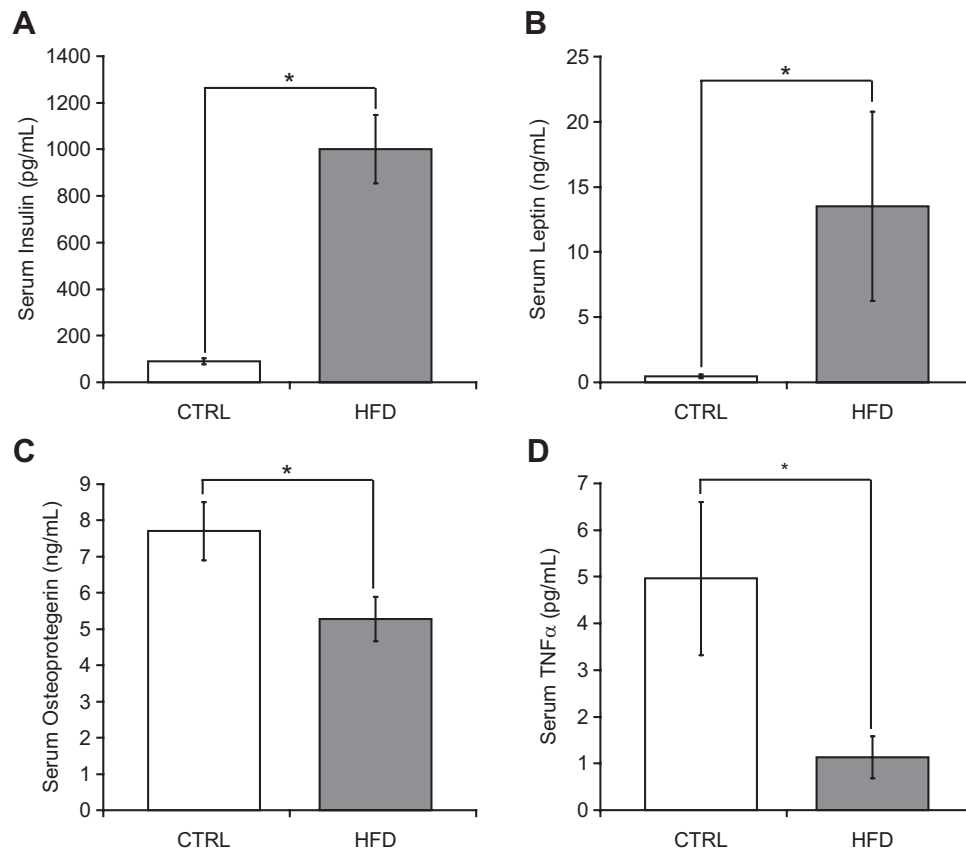 A
Serum Insulin (pg/mL)
1400
1200
1000
800
600
400
200
0
*
CTRL
HFD
B
Serum Leptin (ng/mL)
25
20
15
10
5
0
*
CTRL
HFD
C
Serum Osteoprotegerin (ng/mL)
9
8
7
6
5
4
3
2
1
0
*
CTRL
HFD
D
Serum TNFα (pg/mL)
7
6
5
4
3
2
1
0
*
CTRL
HFD